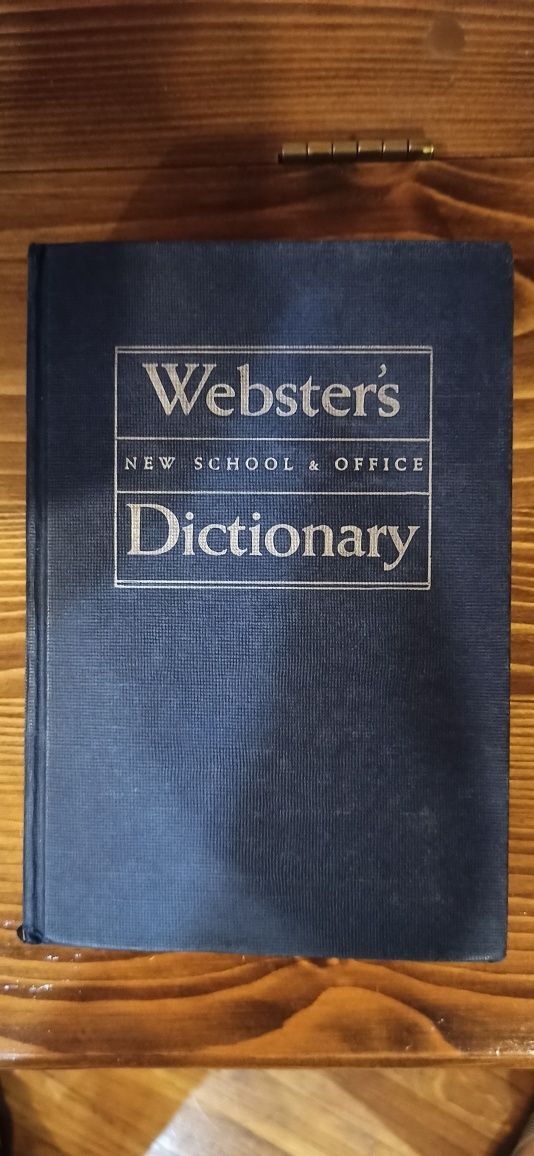 Webster's
NEW SCHOOL & OFFICE
Dictionary